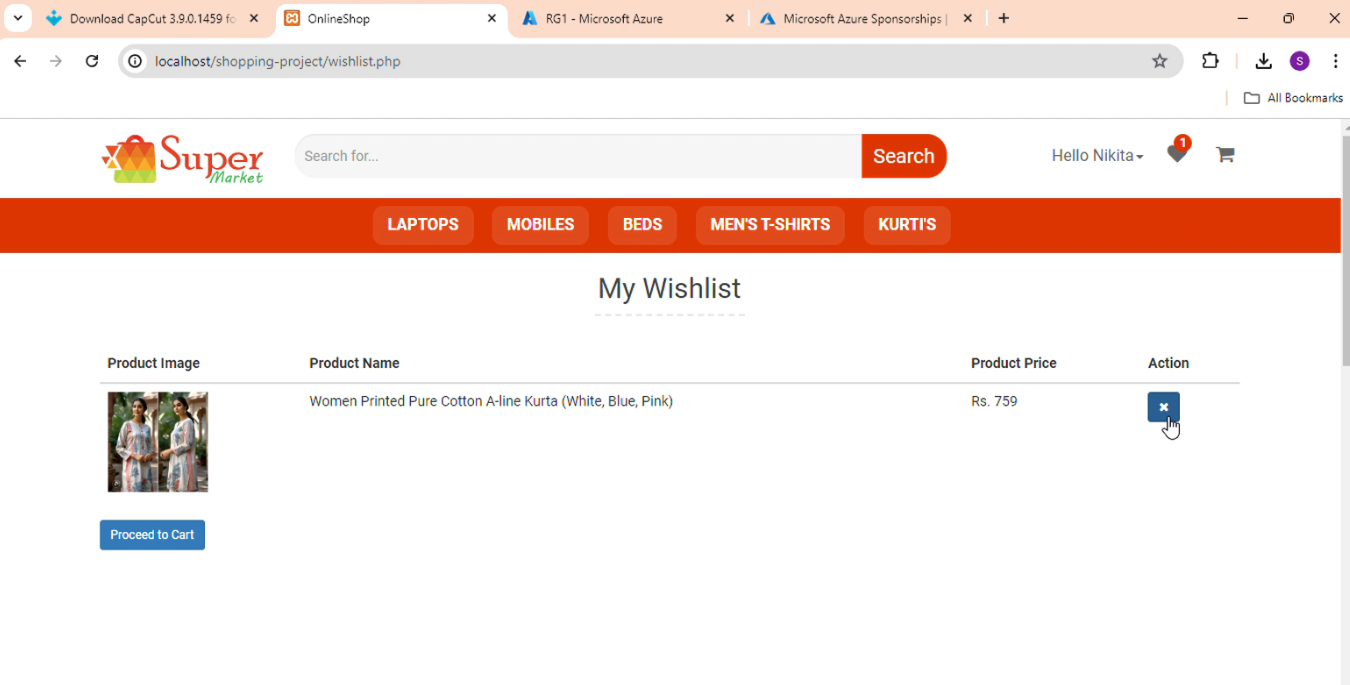 Download CapCut 3.9.0.1459 fo
OnlineShop
RG1 - Microsoft Azure
Microsoft Azure Sponsorships |
localhost/shopping-project/wishlist.php
S
All Bookmarks
Super
Market
Search for...
Search
Hello Nikita
1
LAPTOPS
MOBILES
BEDS
MEN'S T-SHIRTS
KURTI'S
My Wishlist
Product Image
Product Name
Product Price
Action
Women Printed Pure Cotton A-line Kurta (White, Blue, Pink)
Rs. 759
Proceed to Cart